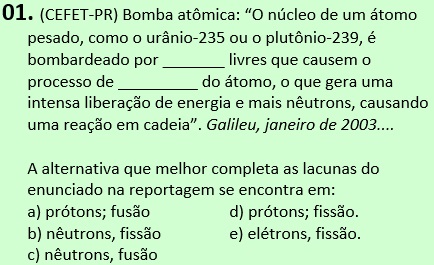 01. (CEFET-PR) Bomba atômica: “O núcleo de um átomo
pesado, como o urânio-235 ou o plutônio-239, é
bombardeado por _______ livres que causem o
processo de _________ do átomo, o que gera uma
intensa liberação de energia e mais nêutrons, causando
uma reação em cadeia”. Galileu, janeiro de 2003....
A alternativa que melhor completa as lacunas do
enunciado na reportagem se encontra em:
a) prótons; fusão d) prótons; fissão.
b) nêutrons, fissão e) elétrons, fissão.
c) nêutrons, fusão